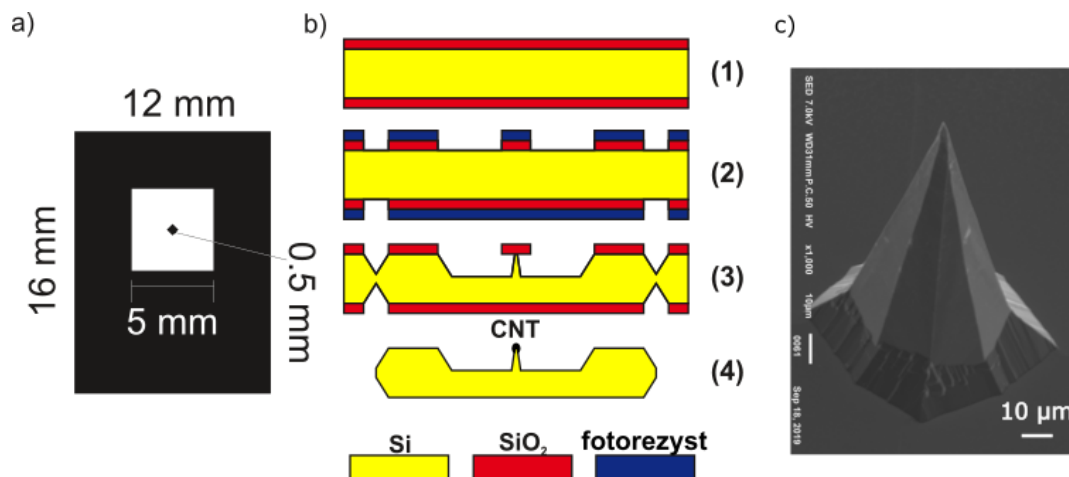 a)
12 mm
16 mm
5 mm
0.5 mm
b)
(1)
(2)
(3)
CNT
(4)
Si
SiO₂
fotorezyst
c)
SED 7.0kV WD31mm P.C.50 HV x1,000 10µm 0061 Sep 18, 2019
10 µm